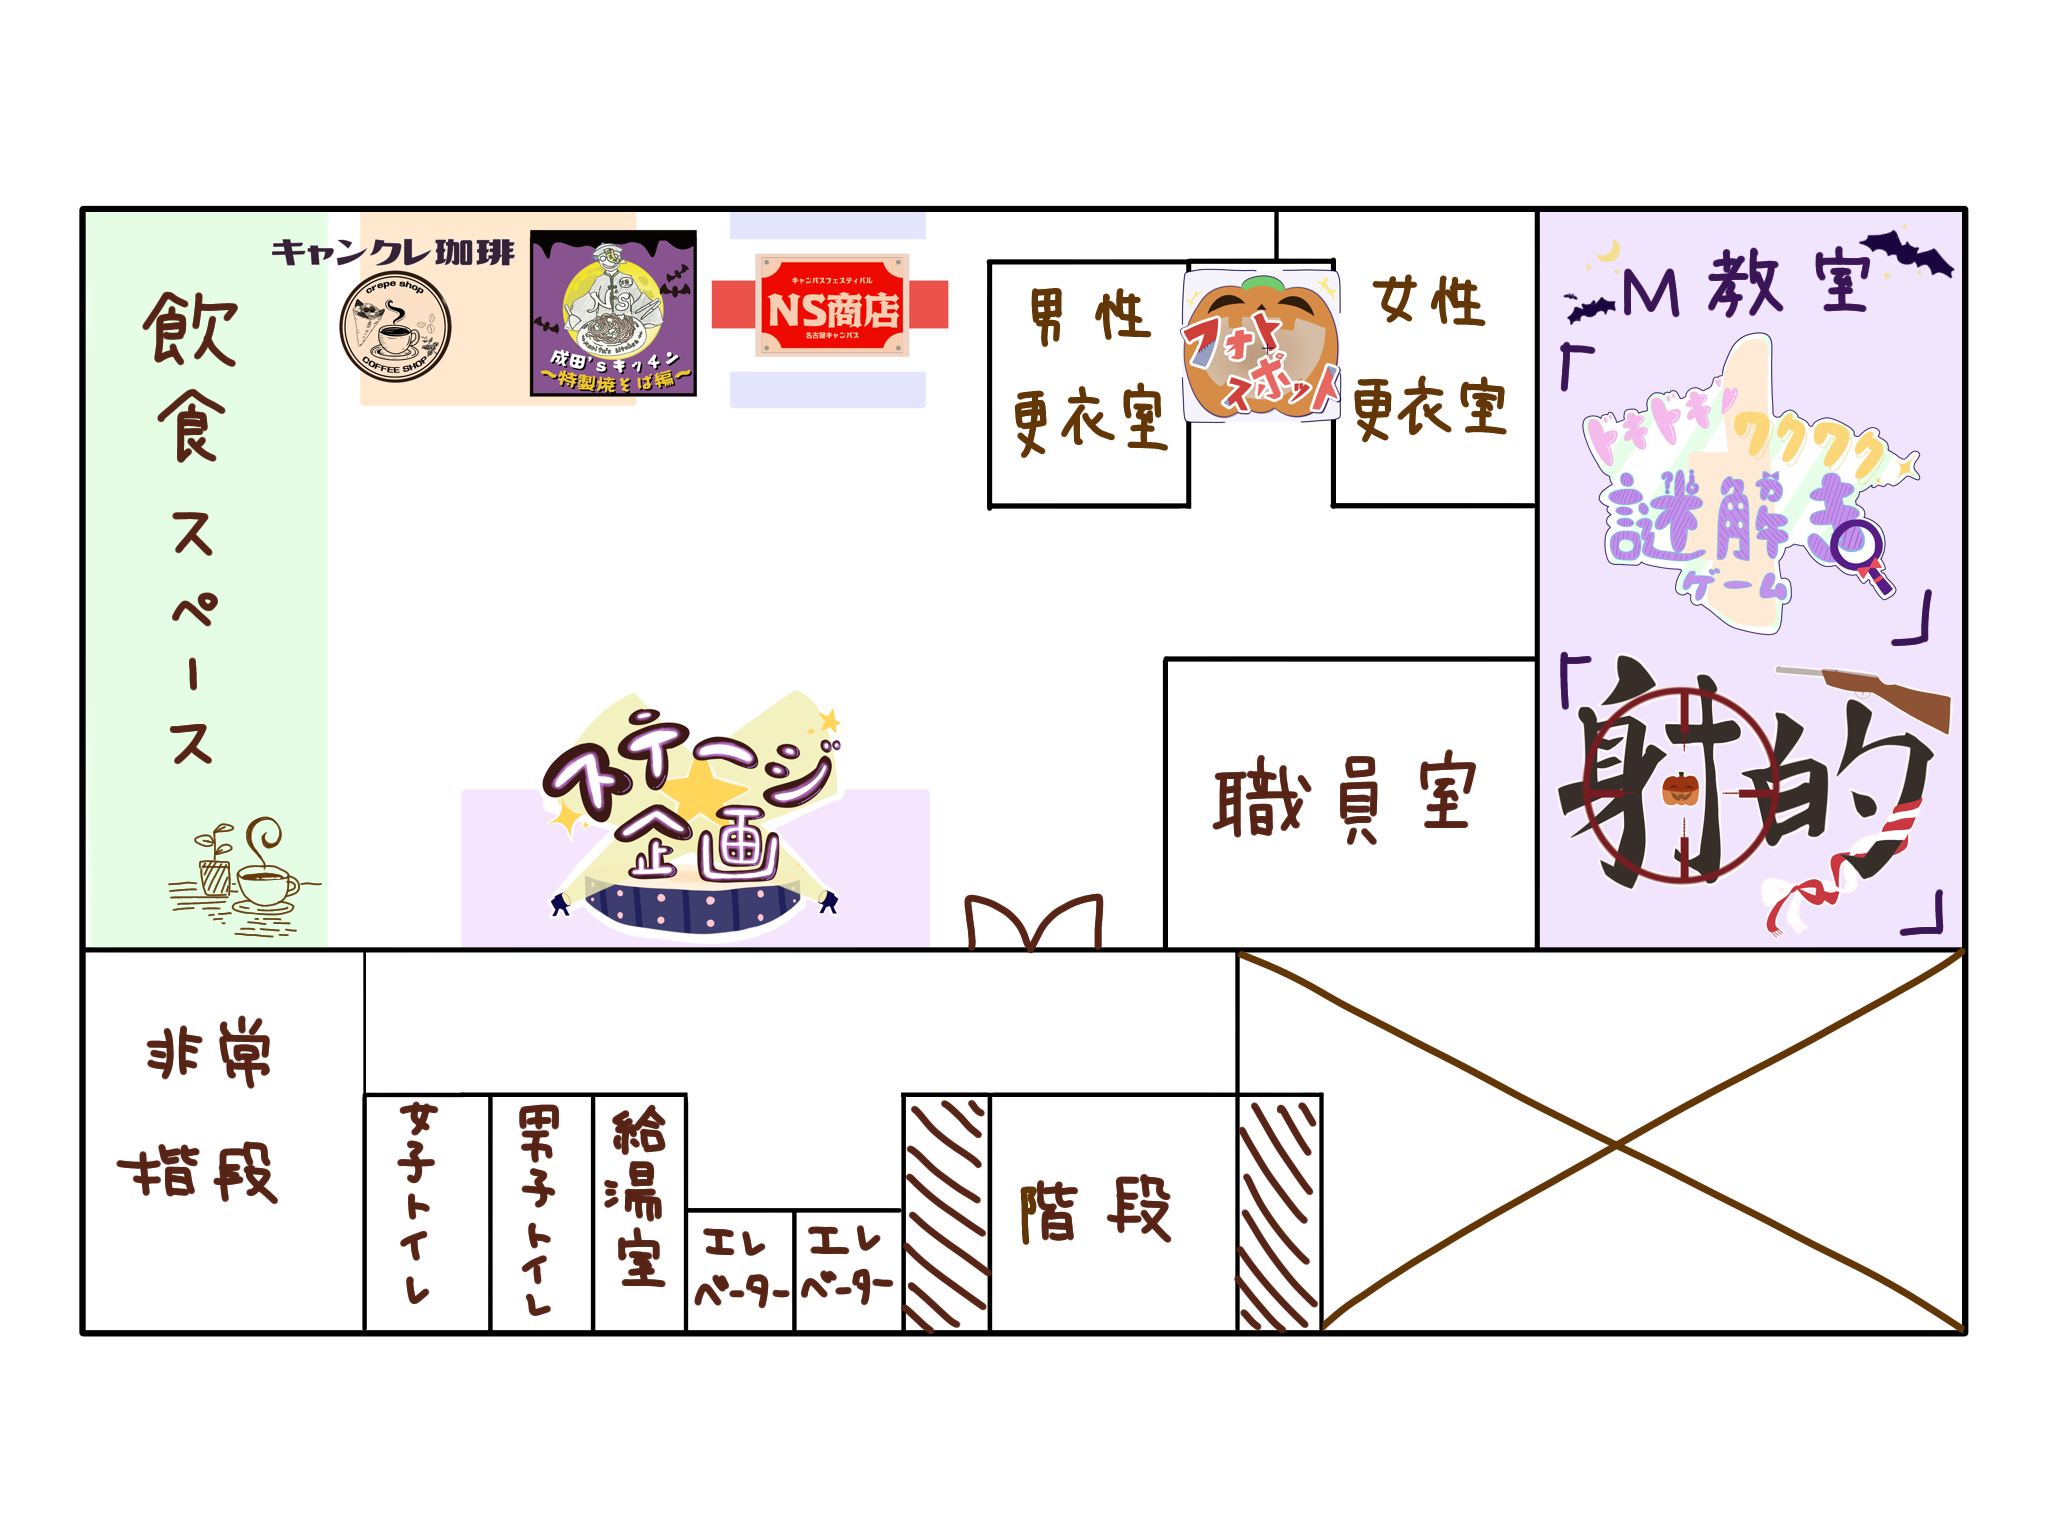 飲食スペース
キャンクレ珈琲
crepe shop
COFFEE SHOP
NS
Narita's kitchen
成田'sキッチン
～特製焼そば編～
キャンパスフェスティバル
NS商店
名古屋キャンパス
男性
更衣室
フォト
スポット
女性
更衣室
M教室
「
ドキドキ
ワクワク
謎解き
ゲーム
」
「
射的
」
ステージ
企画
職員室
非常
階段
女子トイレ
男子トイレ
給湯室
エレ
ベーター
エレ
ベーター
階段